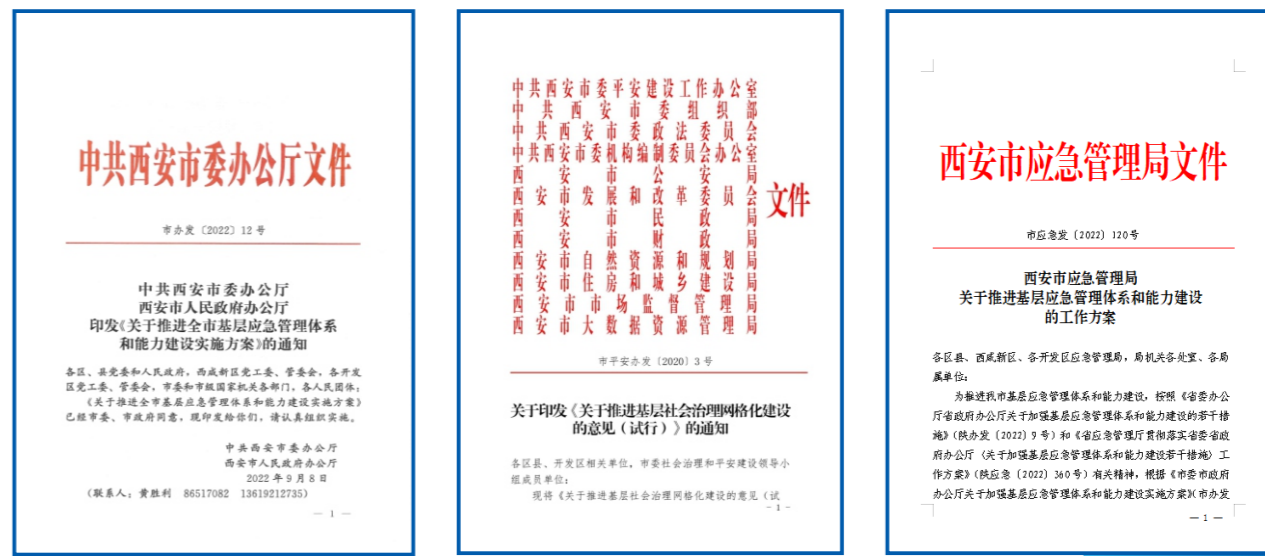 中共西安市委办公厅文件
市办发〔2022〕12 号
中共西安市委办公厅
西安市人民政府办公厅
印发《关于推进全市基层应急管理体系
和能力建设实施方案》的通知
各区、县党委和人民政府，西咸新区党工委、管委会，各开发
区党工委、管委会，市委和市级国家机关各部门，各人民团体：
《关于推进全市基层应急管理体系和能力建设实施方案》
已经市委、市政府同意，现印发给你们，请认真组织实施。
中共西安市委办公厅
西安市人民政府办公厅
2022 年 9 月 8 日
（联系人：黄胜利 86517082 13619212735）
— 1 —
中共西安市委平安建设工作办公室
中共西安市委组织部
中共西安市委政法委员会
中共西安市委机构编制委员会办公室
西安市公安局
西安市发展和改革委员会
西安市民政局
西安市财政局
西安市自然资源和规划局
西安市住房和城乡建设局
西安市市场监督管理局
西安市大数据资源管理局
文件
市平安办发〔2020〕3 号
关于印发《关于推进基层社会治理网格化建设
的意见（试行）》的通知
各区县、开发区相关单位，市委社会治理和平安建设领导小
组成员单位：
现将《关于推进基层社会治理网格化建设的意见（试
- 1 -
西安市应急管理局文件
市应急发〔2022〕120号
西安市应急管理局
关于推进基层应急管理体系和能力建设
的工作方案
各区县、西咸新区、各开发区应急管理局，局机关各处室、各局
属单位：
为推进我市基层应急管理体系和能力建设，按照《省委办公
厅省政府办公厅关于加强基层应急管理体系和能力建设的若干措
施》（陕办发〔2022〕9 号）和《省应急管理厅贯彻落实省委省政
府办公厅〈关于加强基层应急管理体系和能力建设若干措施〉工
作方案》（陕应急〔2022〕360号）有关精神，根据《市委市政府
办公厅关于加强基层应急管理体系和能力建设实施方案》（市办发
— 1 —